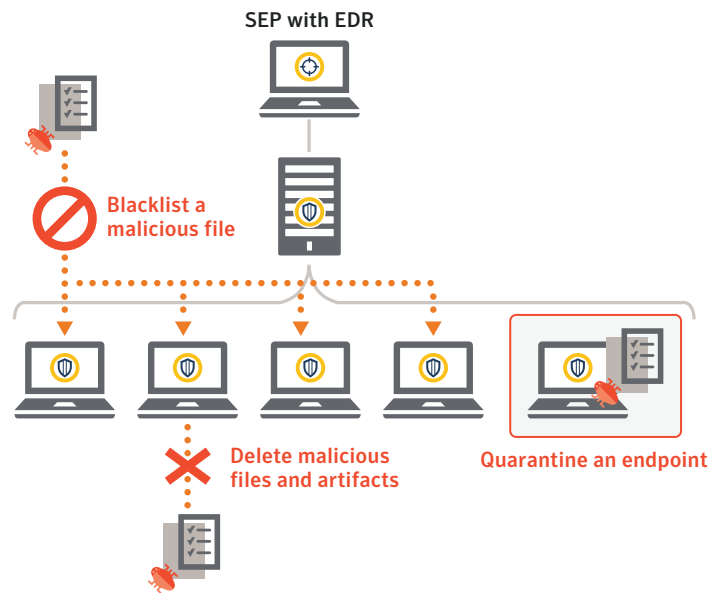 SEP with EDR
Blacklist a
malicious file
Delete malicious
files and artifacts
Quarantine an endpoint